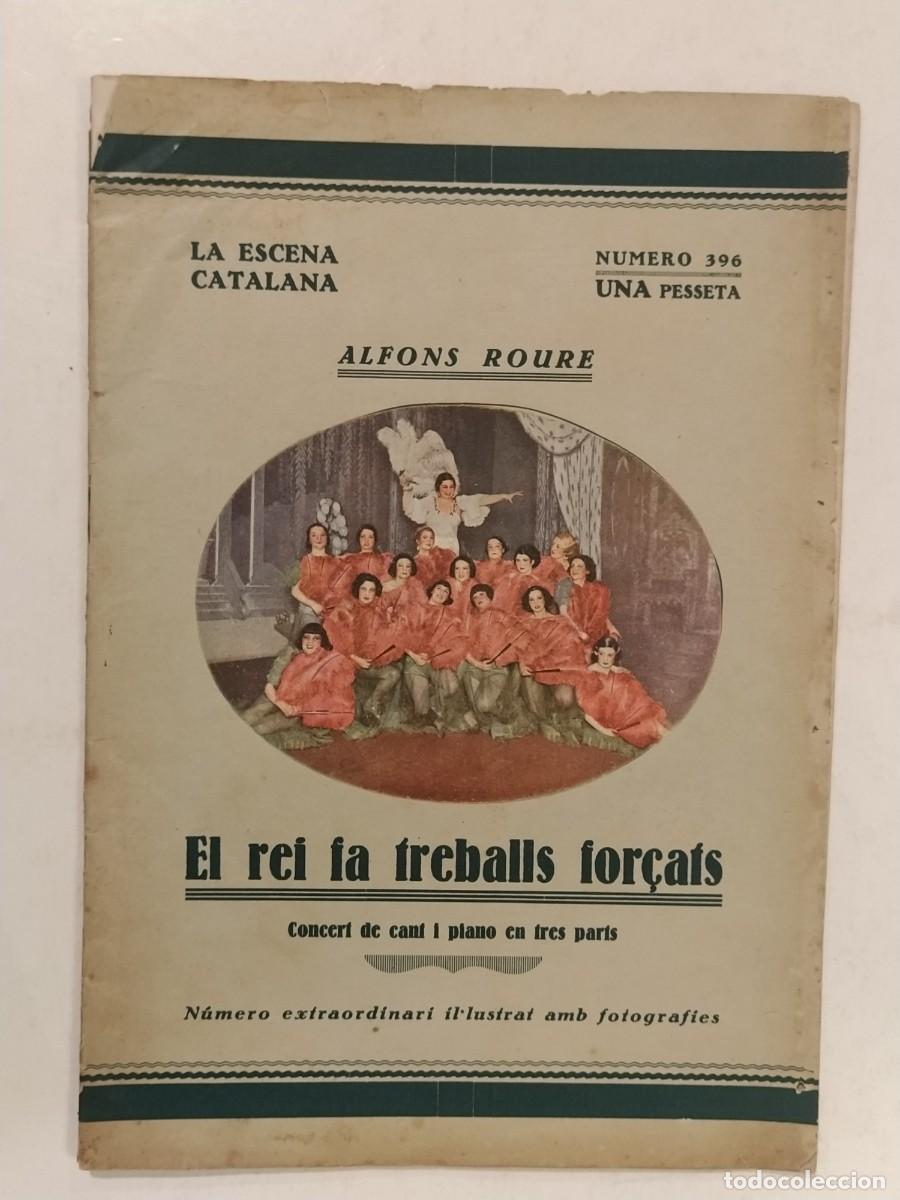 LA ESCENA
CATALANA
NUMERO 396
UNA PESSETA
ALFONS ROURE
El rei fa treballs forçats
Concert de cant i piano en tres parts
Número extraordinari il·lustrat amb fotografies
todocoleccion